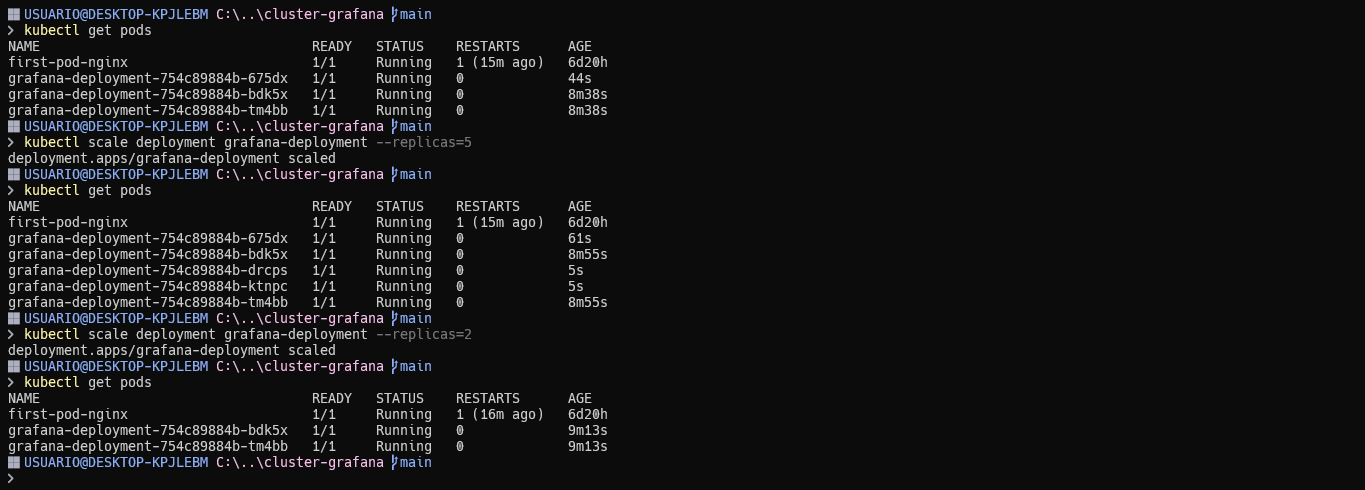 USUARIO@DESKTOP-KPJLEBM C:\..\cluster-grafana main
❯ kubectl get pods
NAME                                  READY   STATUS    RESTARTS      AGE
first-pod-nginx                       1/1     Running   1 (15m ago)   6d20h
grafana-deployment-754c89884b-675dx   1/1     Running   0             44s
grafana-deployment-754c89884b-bdk5x   1/1     Running   0             8m38s
grafana-deployment-754c89884b-tm4bb   1/1     Running   0             8m38s
USUARIO@DESKTOP-KPJLEBM C:\..\cluster-grafana main
❯ kubectl scale deployment grafana-deployment --replicas=5
deployment.apps/grafana-deployment scaled
USUARIO@DESKTOP-KPJLEBM C:\..\cluster-grafana main
❯ kubectl get pods
NAME                                  READY   STATUS    RESTARTS      AGE
first-pod-nginx                       1/1     Running   1 (15m ago)   6d20h
grafana-deployment-754c89884b-675dx   1/1     Running   0             61s
grafana-deployment-754c89884b-bdk5x   1/1     Running   0             8m55s
grafana-deployment-754c89884b-drcps   1/1     Running   0             5s
grafana-deployment-754c89884b-ktnpc   1/1     Running   0             5s
grafana-deployment-754c89884b-tm4bb   1/1     Running   0             8m55s
USUARIO@DESKTOP-KPJLEBM C:\..\cluster-grafana main
❯ kubectl scale deployment grafana-deployment --replicas=2
deployment.apps/grafana-deployment scaled
USUARIO@DESKTOP-KPJLEBM C:\..\cluster-grafana main
❯ kubectl get pods
NAME                                  READY   STATUS    RESTARTS      AGE
first-pod-nginx                       1/1     Running   1 (16m ago)   6d20h
grafana-deployment-754c89884b-bdk5x   1/1     Running   0             9m13s
grafana-deployment-754c89884b-tm4bb   1/1     Running   0             9m13s
USUARIO@DESKTOP-KPJLEBM C:\..\cluster-grafana main
❯